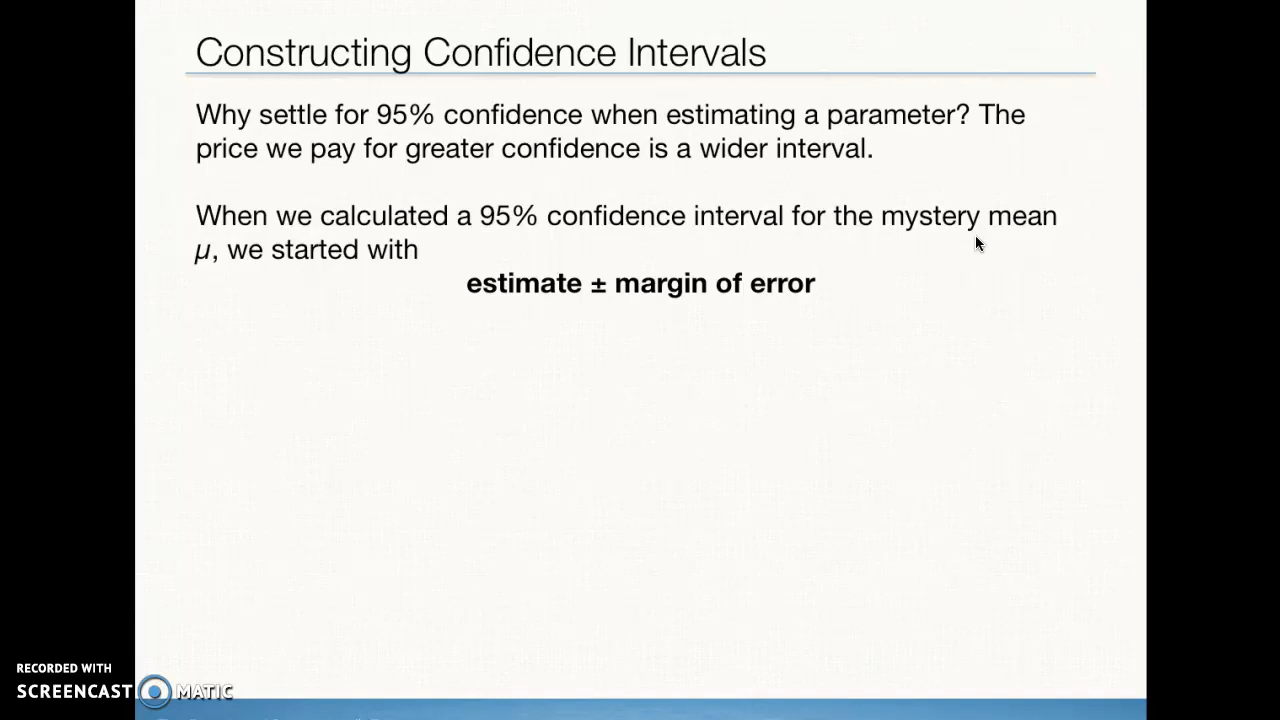 Constructing Confidence Intervals
Why settle for 95% confidence when estimating a parameter? The
price we pay for greater confidence is a wider interval.
When we calculated a 95% confidence interval for the mystery mean
µ, we started with
estimate ± margin of error
RECORDED WITH
SCREENCAST MATIC